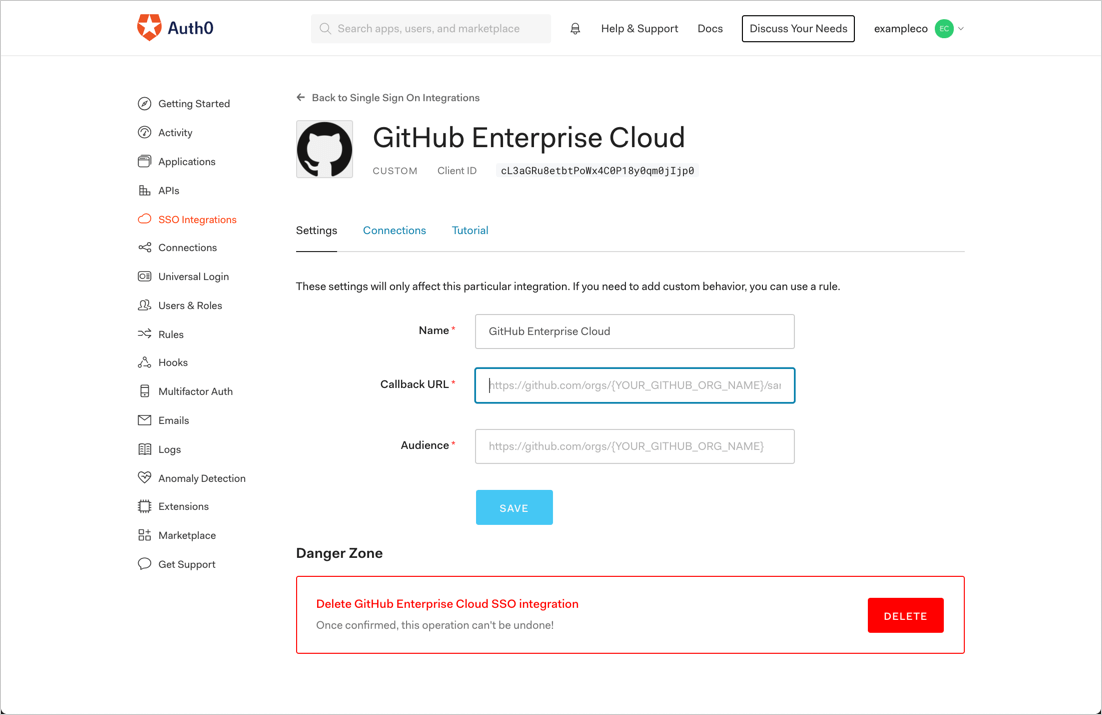 Auth0
Search apps, users, and marketplace
Help & Support
Docs
Discuss Your Needs
exampleco
EC
Getting Started
Activity
Applications
APIs
SSO Integrations
Connections
Universal Login
Users & Roles
Rules
Hooks
Multifactor Auth
Emails
Logs
Anomaly Detection
Extensions
Marketplace
Get Support
Back to Single Sign On Integrations
GitHub Enterprise Cloud
CUSTOM
Client ID
cL3aGRu8etbtPoWx4C0P18y0qm0jIjp0
Settings
Connections
Tutorial
These settings will only affect this particular integration. If you need to add custom behavior, you can use a rule.
Name*
GitHub Enterprise Cloud
Callback URL*
https://github.com/orgs/{YOUR_GITHUB_ORG_NAME}/sa
Audience*
https://github.com/orgs/{YOUR_GITHUB_ORG_NAME}
SAVE
Danger Zone
Delete GitHub Enterprise Cloud SSO integration
Once confirmed, this operation can't be undone!
DELETE